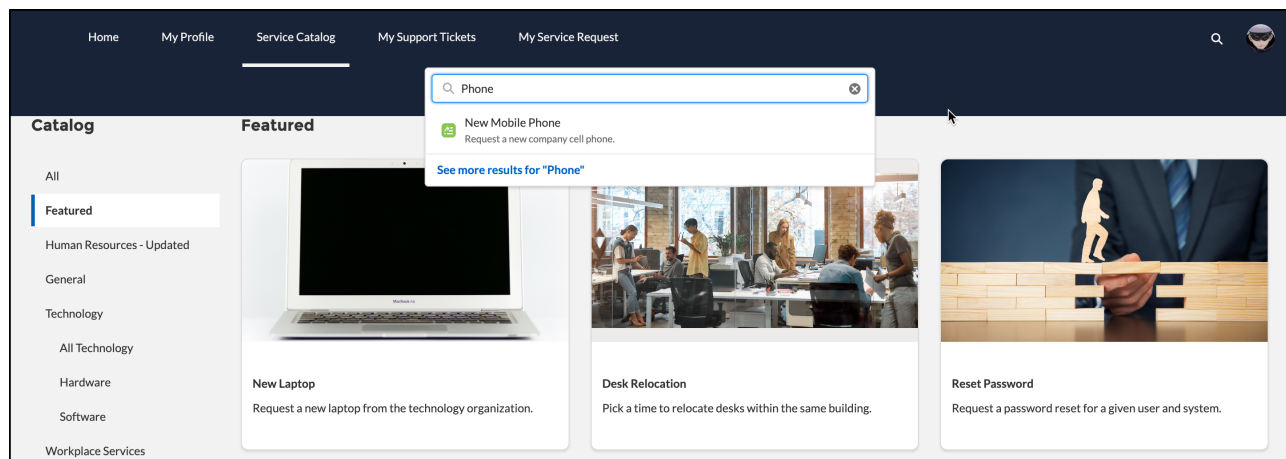 Home
My Profile
Service Catalog
My Support Tickets
My Service Request
Phone
New Mobile Phone
Request a new company cell phone.
See more results for "Phone"
Catalog
All
Featured
Human Resources - Updated
General
Technology
All Technology
Hardware
Software
Workplace Services
Featured
MacBook Air
New Laptop
Request a new laptop from the technology organization.
Desk Relocation
Pick a time to relocate desks within the same building.
Reset Password
Request a password reset for a given user and system.